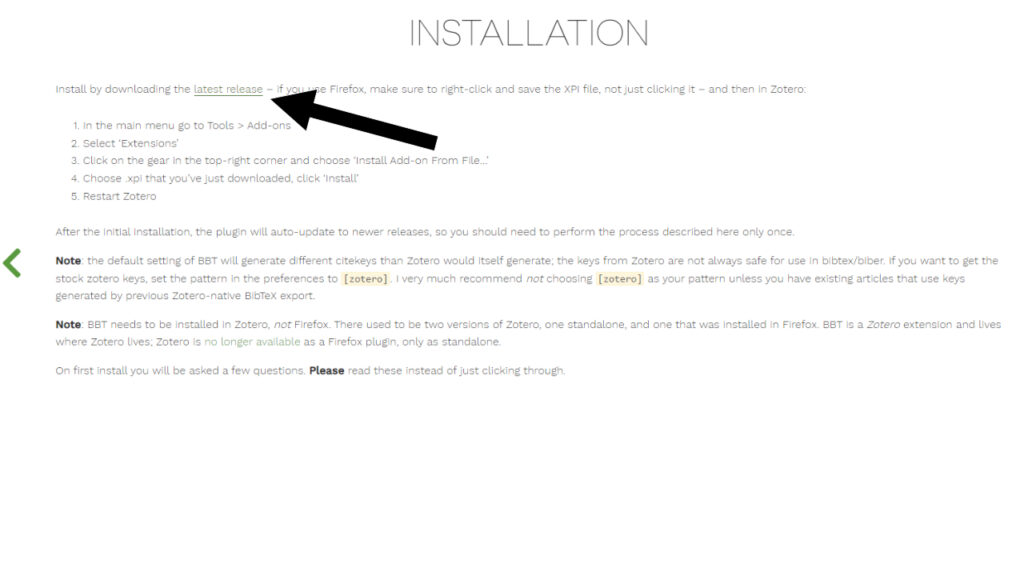 INSTALLATION
Install by downloading the latest release – if you use Firefox, make sure to right-click and save the XPI file, not just clicking it – and then in Zotero:
1. In the main menu go to Tools > Add-ons
2. Select ‘Extensions’
3. Click on the gear in the top-right corner and choose ‘Install Add-on From File…’
4. Choose .xpi that you’ve just downloaded, click ‘Install’
5. Restart Zotero
After the initial installation, the plugin will auto-update to newer releases, so you should need to perform the process described here only once.
Note: the default setting of BBT will generate different citekeys than Zotero would itself generate; the keys from Zotero are not always safe for use in bibtex/biber. If you want to get the
stock zotero keys, set the pattern in the preferences to [zotero]. I very much recommend not choosing [zotero] as your pattern unless you have existing articles that use keys
generated by previous Zotero-native BibTeX export.
Note: BBT needs to be installed in Zotero, not Firefox. There used to be two versions of Zotero, one standalone, and one that was installed in Firefox. BBT is a Zotero extension and lives
where Zotero lives; Zotero is no longer available as a Firefox plugin, only as standalone.
On first install you will be asked a few questions. Please read these instead of just clicking through.